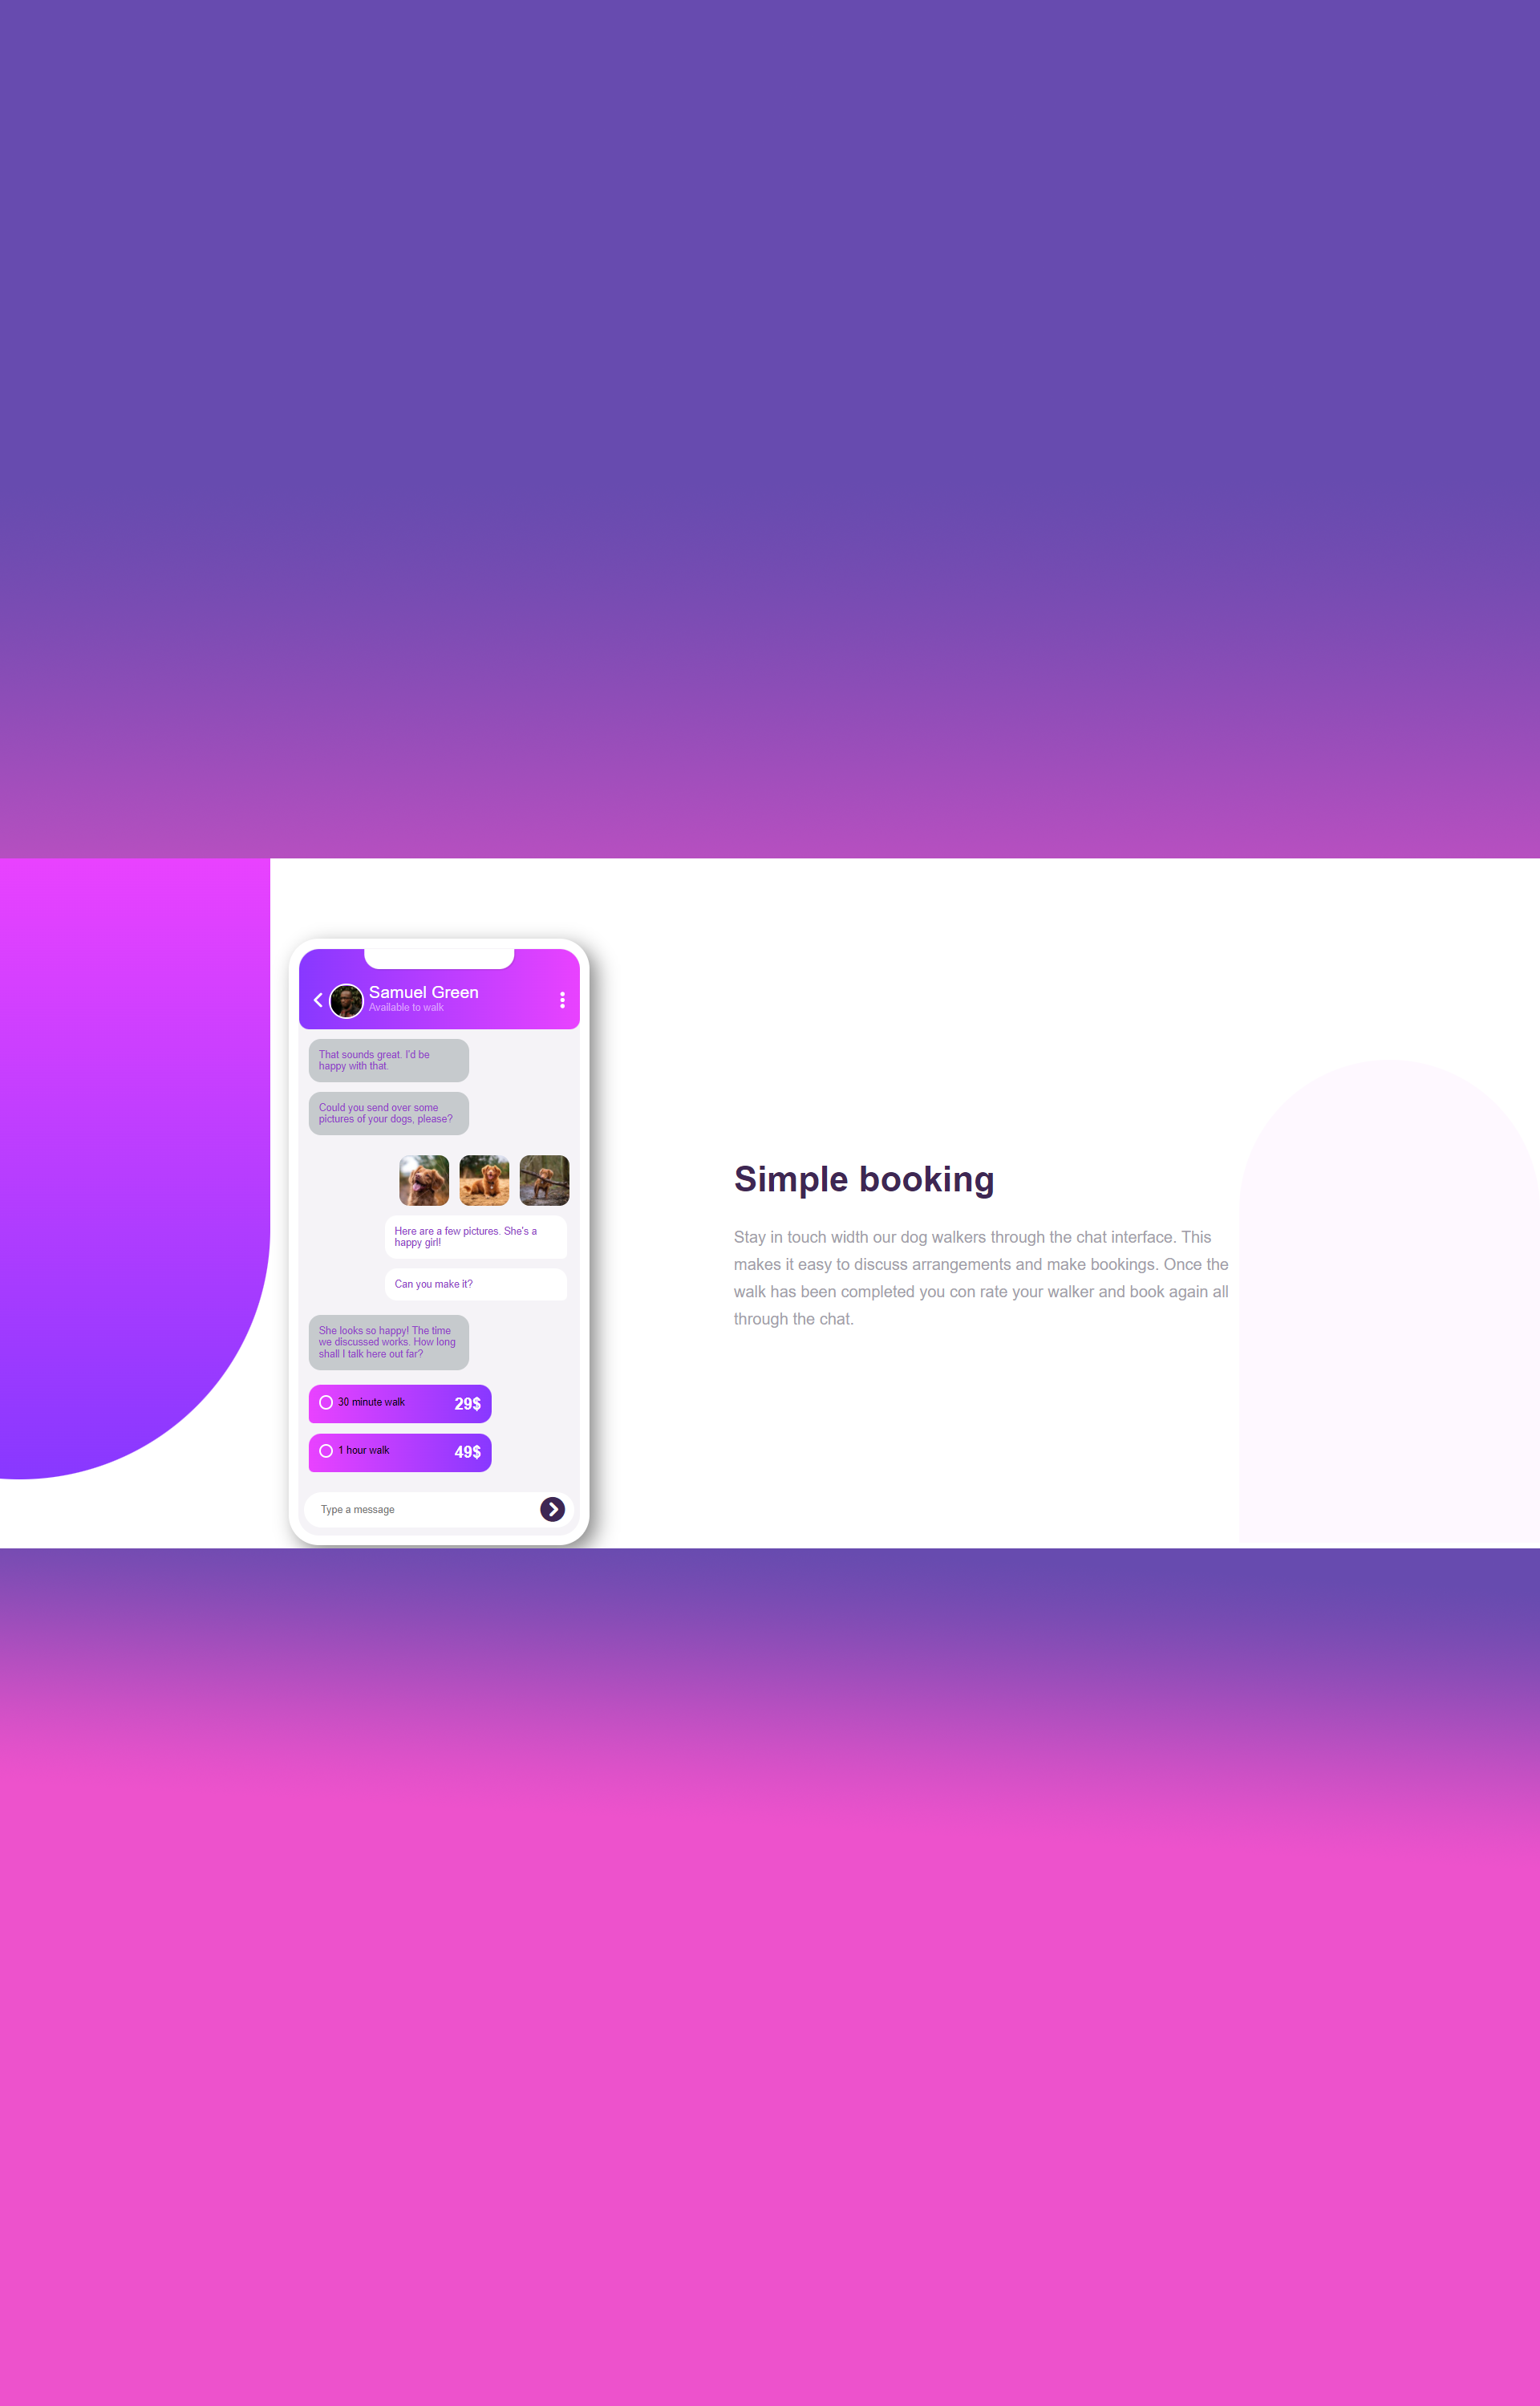 Samuel Green
Available to walk
That sounds great. I'd be
happy with that.
Could you send over some
pictures of your dogs, please?
Here are a few pictures. She's a
happy girl!
Can you make it?
She looks so happy! The time
we discussed works. How long
shall I talk here out far?
30 minute walk 29$
1 hour walk 49$
Type a message
Simple booking
Stay in touch width our dog walkers through the chat interface. This
makes it easy to discuss arrangements and make bookings. Once the
walk has been completed you con rate your walker and book again all
through the chat.